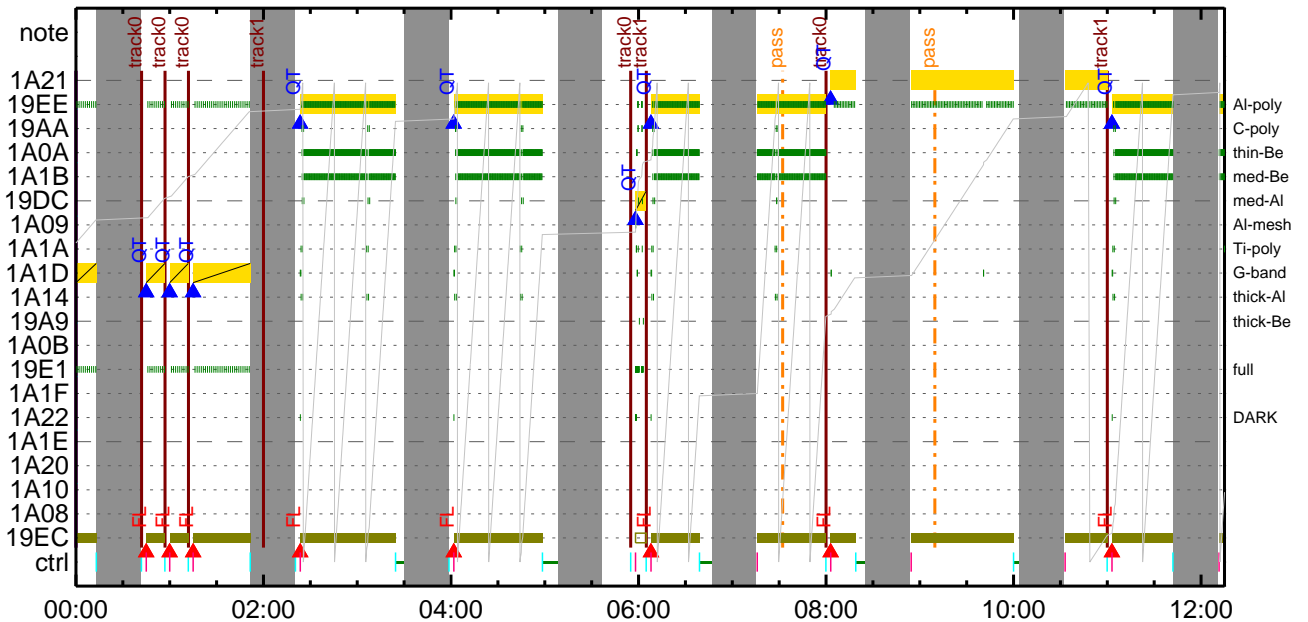 note track0 track0 track0 track1 track0 track1 pass track0 pass track1
1A21 QT QT QT QT QT
19EE Al-poly
19AA C-poly
1A0A thin-Be
1A1B med-Be
19DC QT med-Al
1A09 Al-mesh
1A1A QT QT QT Ti-poly
1A1D G-band
1A14 thick-Al
19A9 thick-Be
1A0B
19E1 full
1A1F
1A22 DARK
1A1E
1A20
1A10
1A08 FL FL FL FL FL FL FL FL
19EC
ctrl
00:00 02:00 04:00 06:00 08:00 10:00 12:00